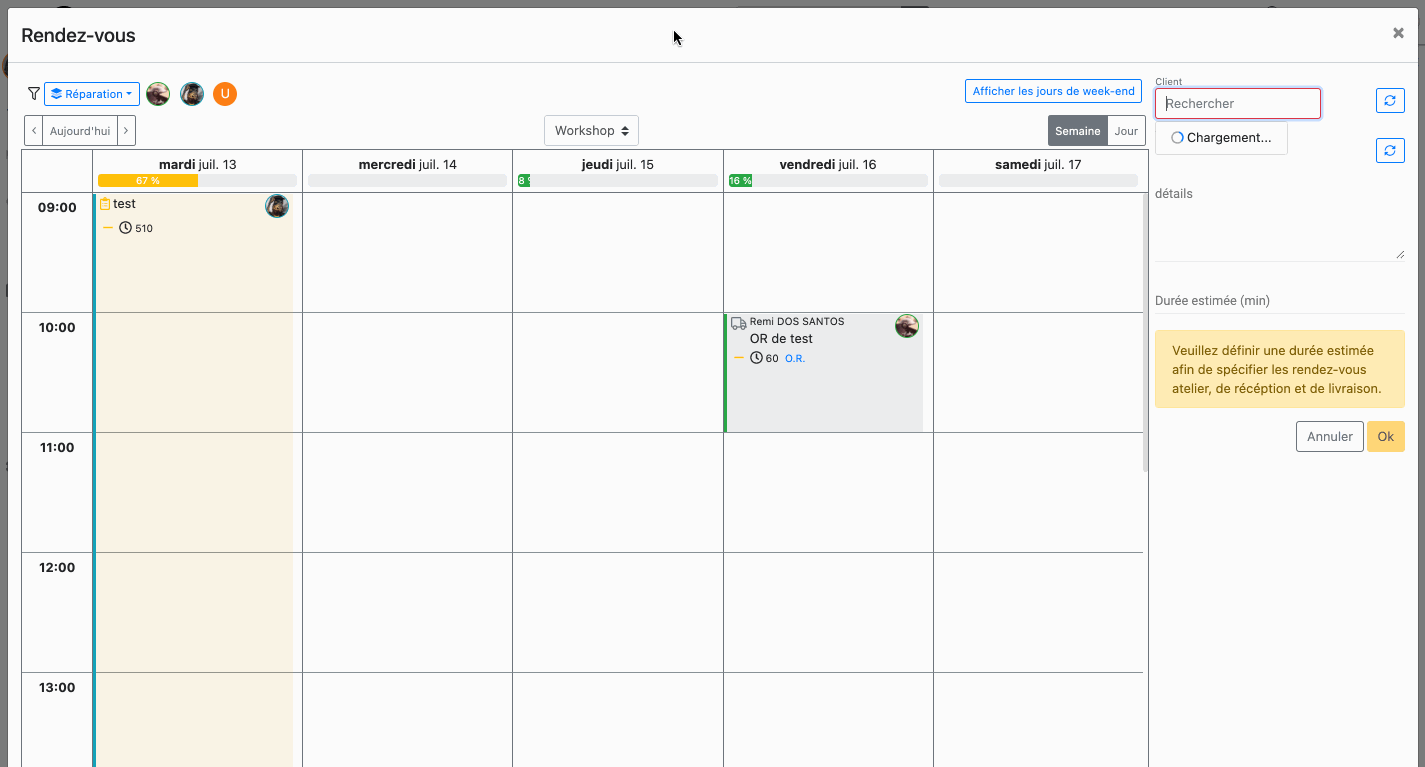 Rendez-vous
×
Réparation
U
Afficher les jours de week-end
Aujourd'hui
Workshop
Semaine Jour
mardi juil. 13 mercredi juil. 14 jeudi juil. 15 vendredi juil. 16 samedi juil. 17
67 % 8 16 %
09:00
test
510
10:00
Remi DOS SANTOS
OR de test
60 O.R.
11:00
12:00
13:00
Client
Rechercher
Chargement...
détails
Durée estimée (min)
Veuillez définir une durée estimée
afin de spécifier les rendez-vous
atelier, de récéption et de livraison.
Annuler Ok